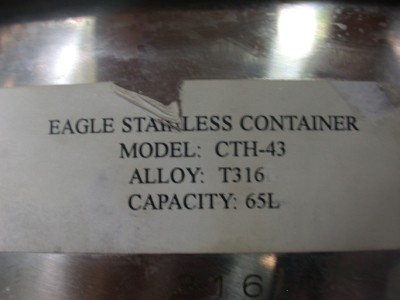 EAGLE STAINLESS CONTAINER
MODEL: CTH-43
ALLOY: T316
CAPACITY: 65L
316